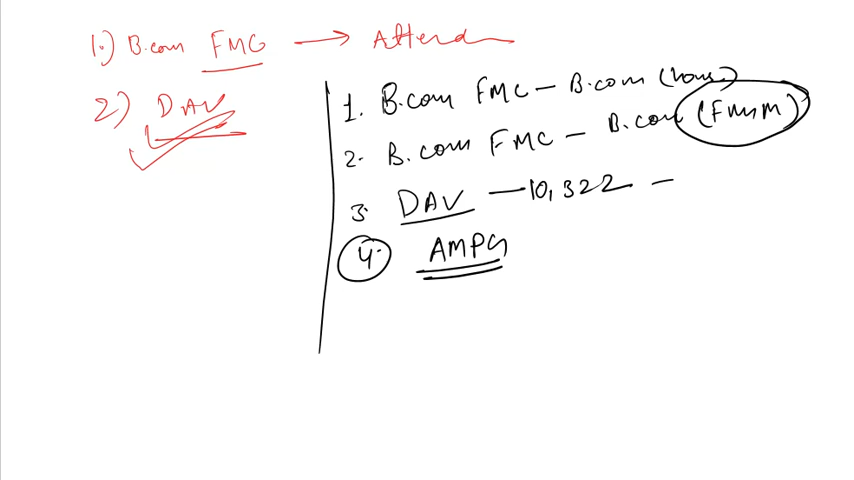 1.) B.com FMC → Attend
2) DAV
1. B.com FMC - B.com (hons.)
2. B.com FMC - B.com (FMSM)
3. DAV - 10,322 -
4. AMPG